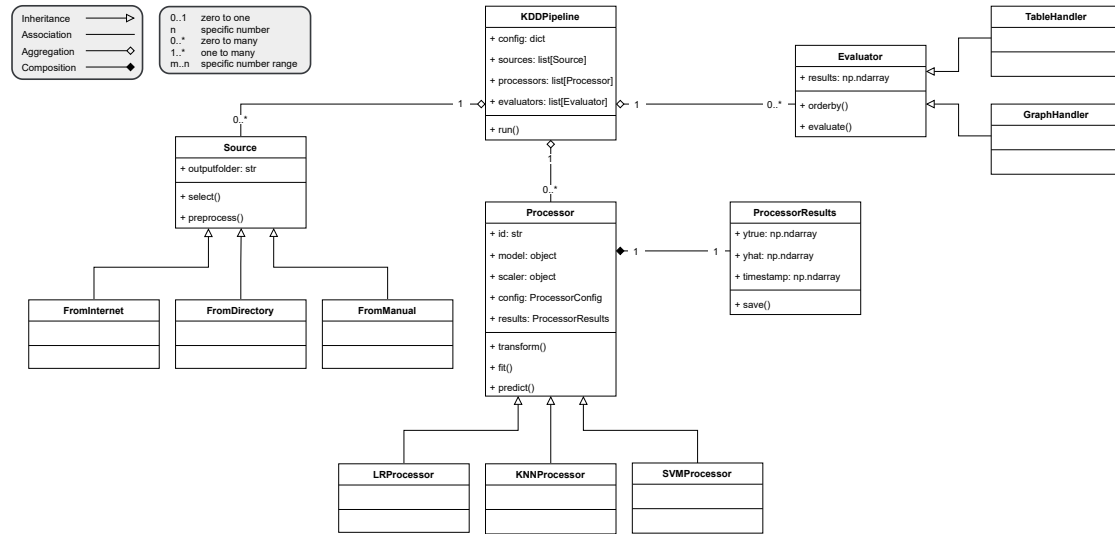 Inheritance
Association
Aggregation
Composition
0..1 zero to one
n specific number
0..* zero to many
1..* one to many
m..n specific number range
KDDPipeline
+ config: dict
+ sources: list[Source]
+ processors: list[Processor]
+ evaluators: list[Evaluator]
+ run()
1
0..*
1
0..*
1
0..*
Evaluator
+ results: np.ndarray
+ orderby()
+ evaluate()
TableHandler
GraphHandler
Source
+ outputfolder: str
+ select()
+ preprocess()
FromInternet
FromDirectory
FromManual
Processor
+ id: str
+ model: object
+ scaler: object
+ config: ProcessorConfig
+ results: ProcessorResults
+ transform()
+ fit()
+ predict()
1
1
ProcessorResults
+ ytrue: np.ndarray
+ yhat: np.ndarray
+ timestamp: np.ndarray
+ save()
LRProcessor
KNNProcessor
SVMProcessor